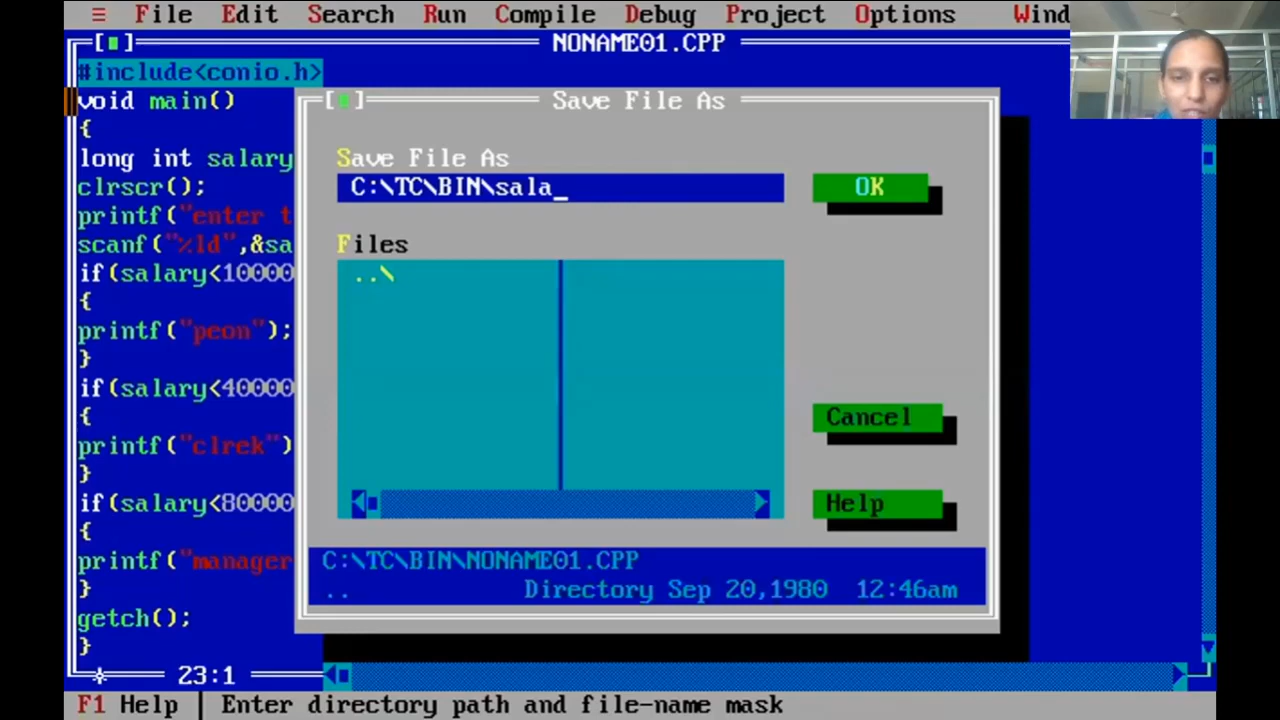 ≡ File Edit Search Run Compile Debug Project Options Wind
[■] NONAME01.CPP
#include<conio.h>
void main()
{
long int salary
clrscr();
printf("enter t
scanf("%ld",&sa
if(salary<10000
{
printf("peon");
}
if(salary<40000
{
printf("clrek")
}
if(salary<80000
{
printf("manager
}
getch();
}
23:1
[■] Save File As
Save File As
C:\TC\BIN\sala_
OK
Files
..\
Cancel
Help
C:\TC\BIN\NONAME01.CPP
.. Directory Sep 20,1980 12:46am
F1 Help | Enter directory path and file-name mask